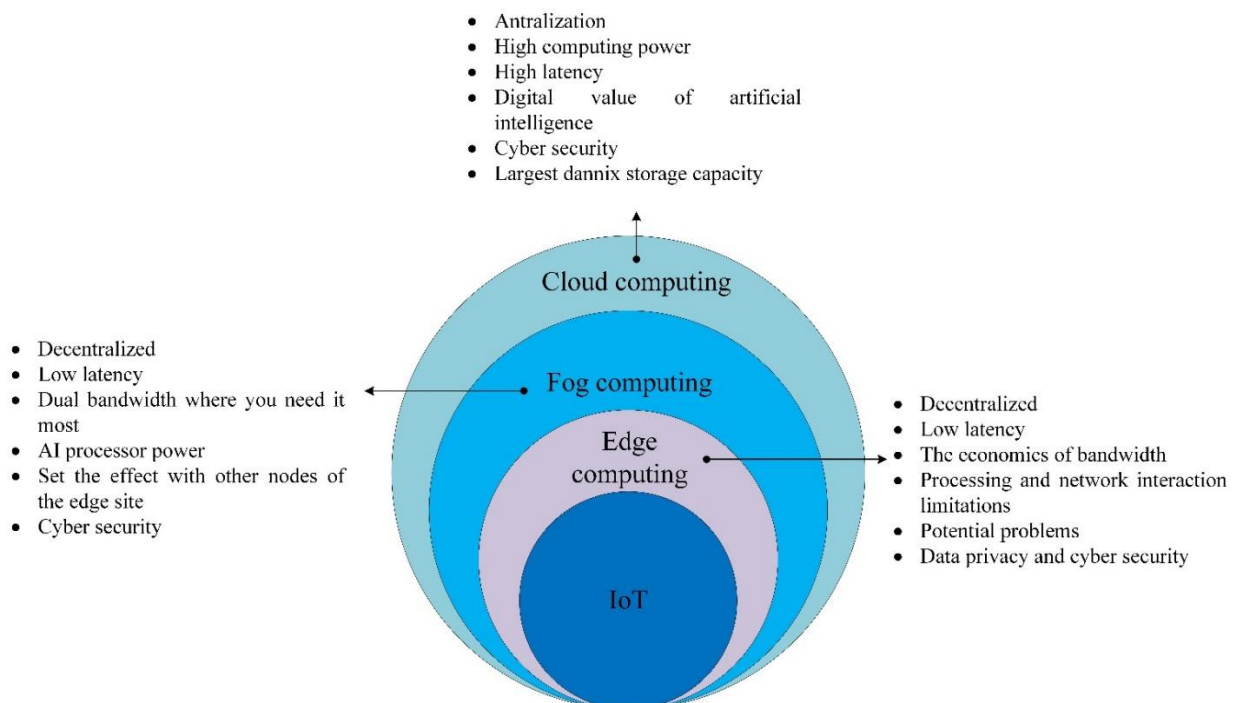 • Antralization
• High computing power
• High latency
• Digital value of artificial
intelligence
• Cyber security
• Largest dannix storage capacity
Cloud computing
• Decentralized
• Low latency
• Dual bandwidth where you need it
most
• AI processor power
• Set the effect with other nodes of
the edge site
• Cyber security
Fog computing
Edge
computing
• Decentralized
• Low latency
• The economics of bandwidth
• Processing and network interaction
limitations
• Potential problems
• Data privacy and cyber security
IoT